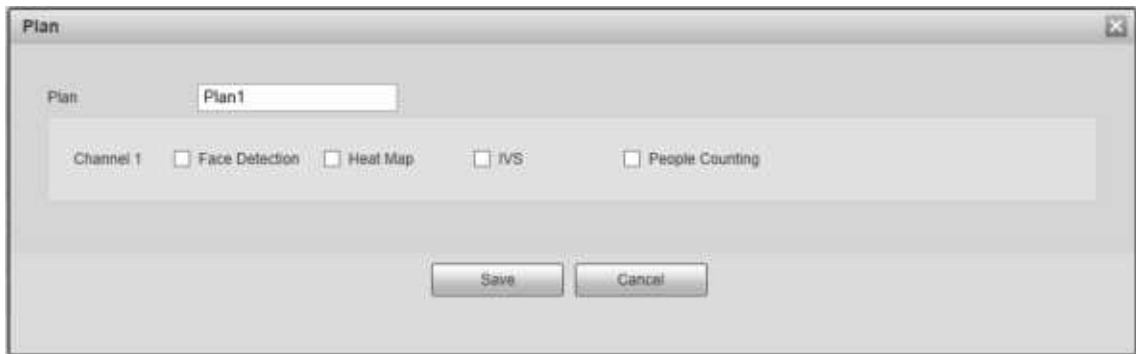 Plan
Plan Plan1
Channel 1 Face Detection Heat Map IVS People Counting
Save Cancel